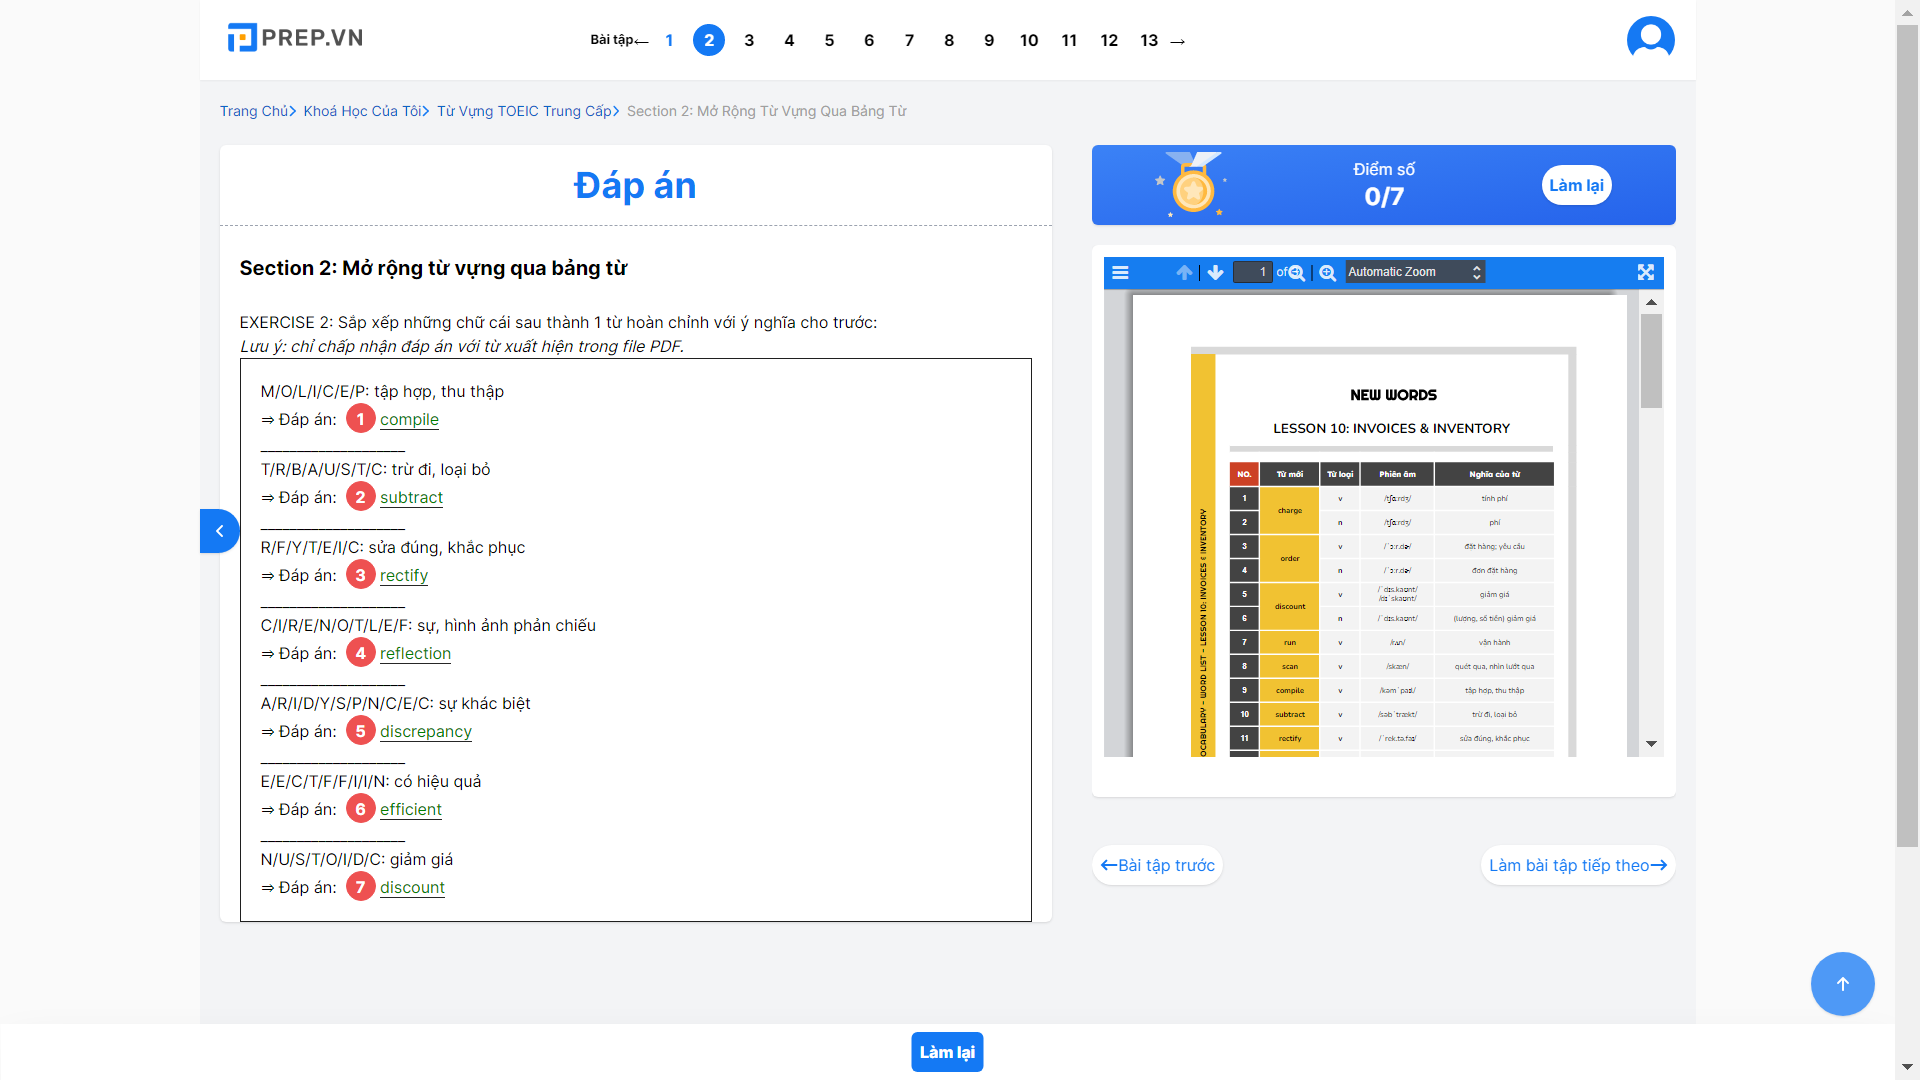 PREP.VN
Bài tập← 1 2 3 4 5 6 7 8 9 10 11 12 13 →
Trang Chủ> Khoá Học Của Tôi> Từ Vựng TOEIC Trung Cấp> Section 2: Mở Rộng Từ Vựng Qua Bảng Từ
Đáp án
Section 2: Mở rộng từ vựng qua bảng từ
EXERCISE 2: Sắp xếp những chữ cái sau thành 1 từ hoàn chỉnh với ý nghĩa cho trước:
Lưu ý: chỉ chấp nhận đáp án với từ xuất hiện trong file PDF.
M/O/L/I/C/E/P: tập hợp, thu thập
⇒ Đáp án: 1 compile
____________________
T/R/B/A/U/S/T/C: trừ đi, loại bỏ
⇒ Đáp án: 2 subtract
____________________
R/F/Y/T/E/I/C: sửa đúng, khắc phục
⇒ Đáp án: 3 rectify
____________________
C/I/R/E/N/O/T/L/E/F: sự, hình ảnh phản chiếu
⇒ Đáp án: 4 reflection
____________________
A/R/I/D/Y/S/P/N/C/E/C: sự khác biệt
⇒ Đáp án: 5 discrepancy
____________________
E/E/C/T/F/F/I/I/N: có hiệu quả
⇒ Đáp án: 6 efficient
____________________
N/U/S/T/O/I/D/C: giảm giá
⇒ Đáp án: 7 discount
Điểm số
0/7
Làm lại
1 of
Automatic Zoom
NEW WORDS
LESSON 10: INVOICES & INVENTORY
OCABULARY - WORD LIST - LESSON 10: INVOICES & INVENTORY
NO. Từ mới Từ loại Phiên âm Nghĩa của từ
1 charge v /tʃɑːrdʒ/ tính phí
2 n /tʃɑːrdʒ/ phí
3 order v /ˈɔːr.dɚ/ đặt hàng; yêu cầu
4 n /ˈɔːr.dɚ/ đơn đặt hàng
5 discount v /ˈdɪs.kaʊnt/ /dɪˈskaʊnt/ giảm giá
6 n /ˈdɪs.kaʊnt/ (lượng, số tiền) giảm giá
7 run v /rʌn/ vận hành
8 scan v /skæn/ quét qua, nhìn lướt qua
9 compile v /kəmˈpaɪl/ tập hợp, thu thập
10 subtract v /səbˈtrækt/ trừ đi, loại bỏ
11 rectify v /ˈrek.tə.faɪ/ sửa đúng, khắc phục
←Bài tập trước
Làm bài tập tiếp theo→
Làm lại